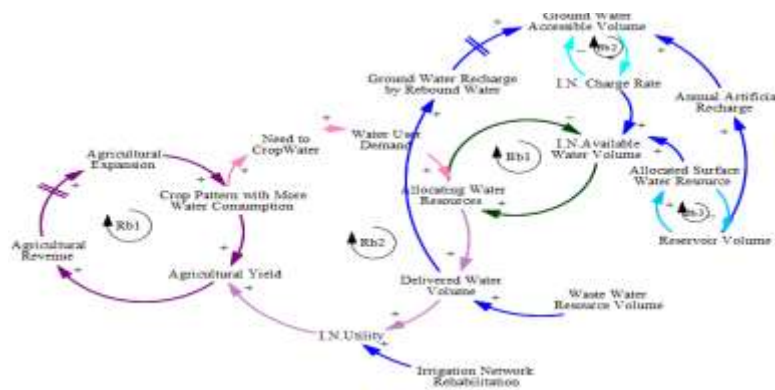 Ground Water
Accessible Volume
Rb2
Ground Water Recharge
by Rebound Water
I.N. Charge Rate
Annual Artificia
Recharge
Need to
CropWater
Water User
Demand
Agricultural
Expansion
I.N.Available
Water Volume
Rb1
Allocated Surface
Water Resource
Crop Pattern with More
Water Consumption
Allocating Water
Resources
Rb1
Rb2
Agricultural
Revenue
Reservoir Volume
Agricultural Yield
Delivered Water
Volume
Waste Water
Resource Volume
I.N.Utility
Irrigation Network
Rehabilitation